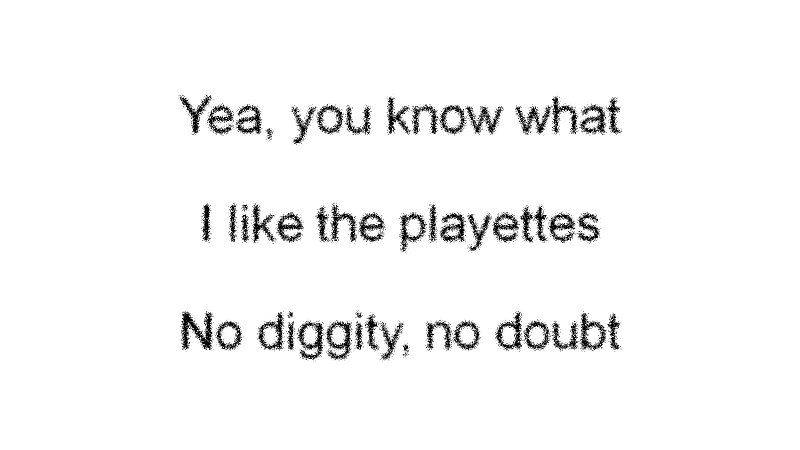 Yea, you know what
I like the playettes
No diggity, no doubt